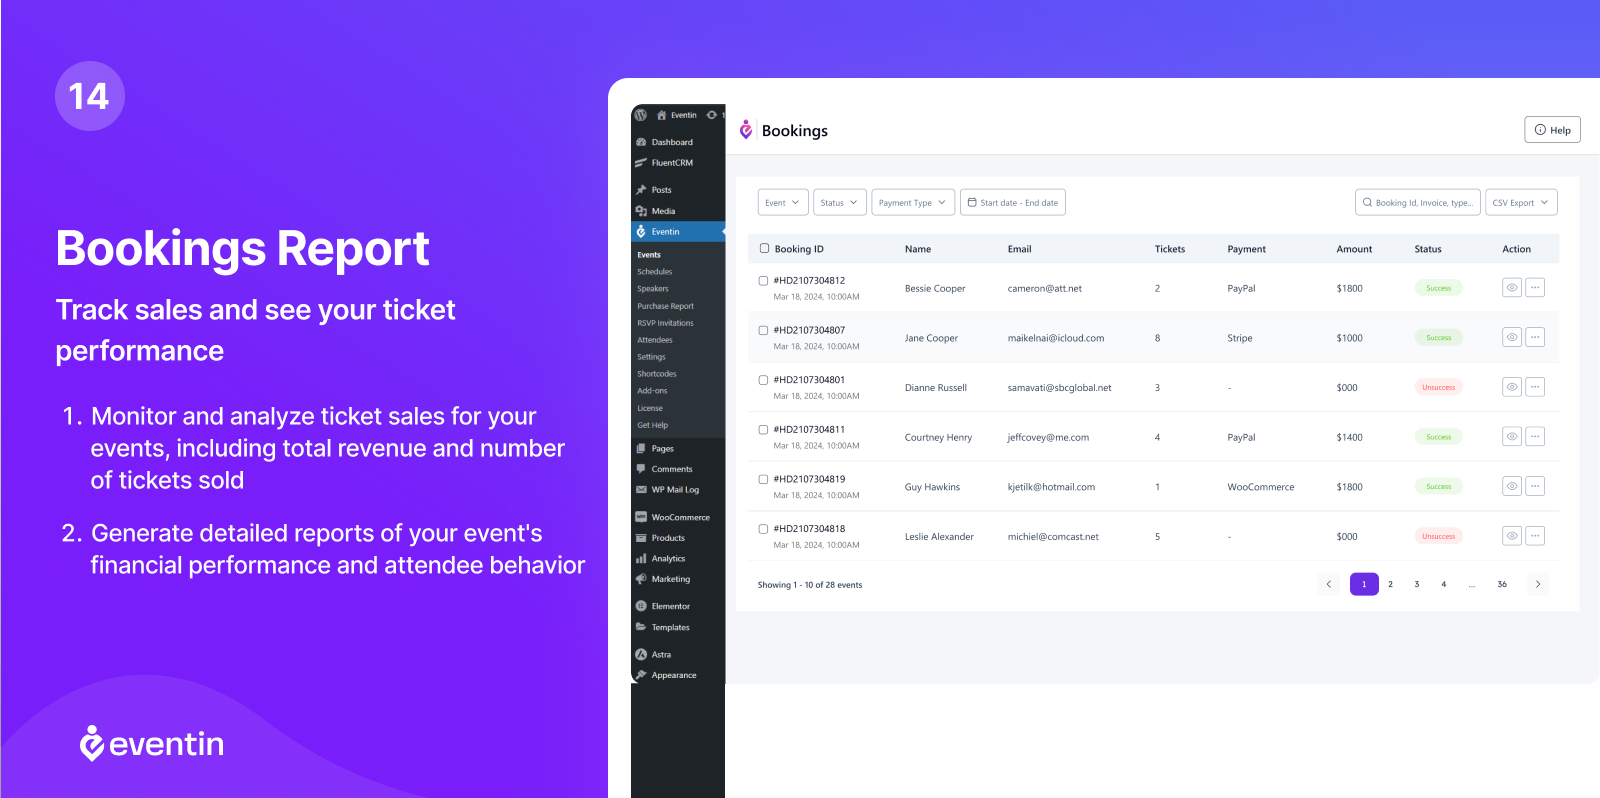 14
Bookings Report
Track sales and see your ticket
performance
1. Monitor and analyze ticket sales for your
events, including total revenue and number
of tickets sold
2. Generate detailed reports of your event's
financial performance and attendee behavior
eventin
Eventin 1
Dashboard
FluentCRM
Posts
Media
Eventin
Events
Schedules
Speakers
Purchase Report
RSVP Invitations
Attendees
Settings
Shortcodes
Add-ons
License
Get Help
Pages
Comments
WP Mail Log
WooCommerce
Products
Analytics
Marketing
Elementor
Templates
Astra
Appearance
Bookings
Help
Event Status Payment Type Start date - End date Booking Id, Invoice, type... CSV Export
Booking ID Name Email Tickets Payment Amount Status Action
#HD2107304812
Mar 18, 2024, 10:00AM
Bessie Cooper cameron@att.net 2 PayPal $1800 Success
#HD2107304807
Mar 18, 2024, 10:00AM
Jane Cooper maikelnai@icloud.com 8 Stripe $1000 Success
#HD2107304801
Mar 18, 2024, 10:00AM
Dianne Russell samavati@sbcglobal.net 3 - $000 Unsuccess
#HD2107304811
Mar 18, 2024, 10:00AM
Courtney Henry jeffcovey@me.com 4 PayPal $1400 Success
#HD2107304819
Mar 18, 2024, 10:00AM
Guy Hawkins kjetilk@hotmail.com 1 WooCommerce $1800 Success
#HD2107304818
Mar 18, 2024, 10:00AM
Leslie Alexander michiel@comcast.net 5 - $000 Unsuccess
Showing 1 - 10 of 28 events
1 2 3 4 ... 36